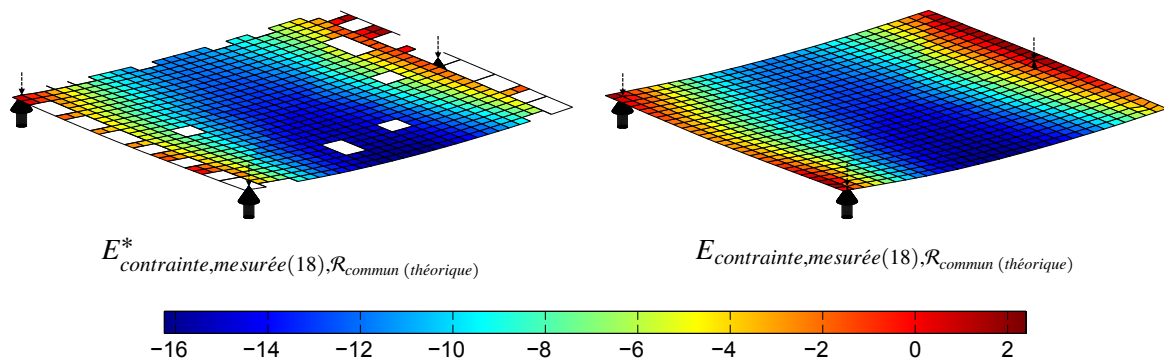 E*contrainte,mesurée(18),Rcommun (théorique) Econtrainte,mesurée(18),Rcommun (théorique)
−16 −14 −12 −10 −8 −6 −4 −2 0 2